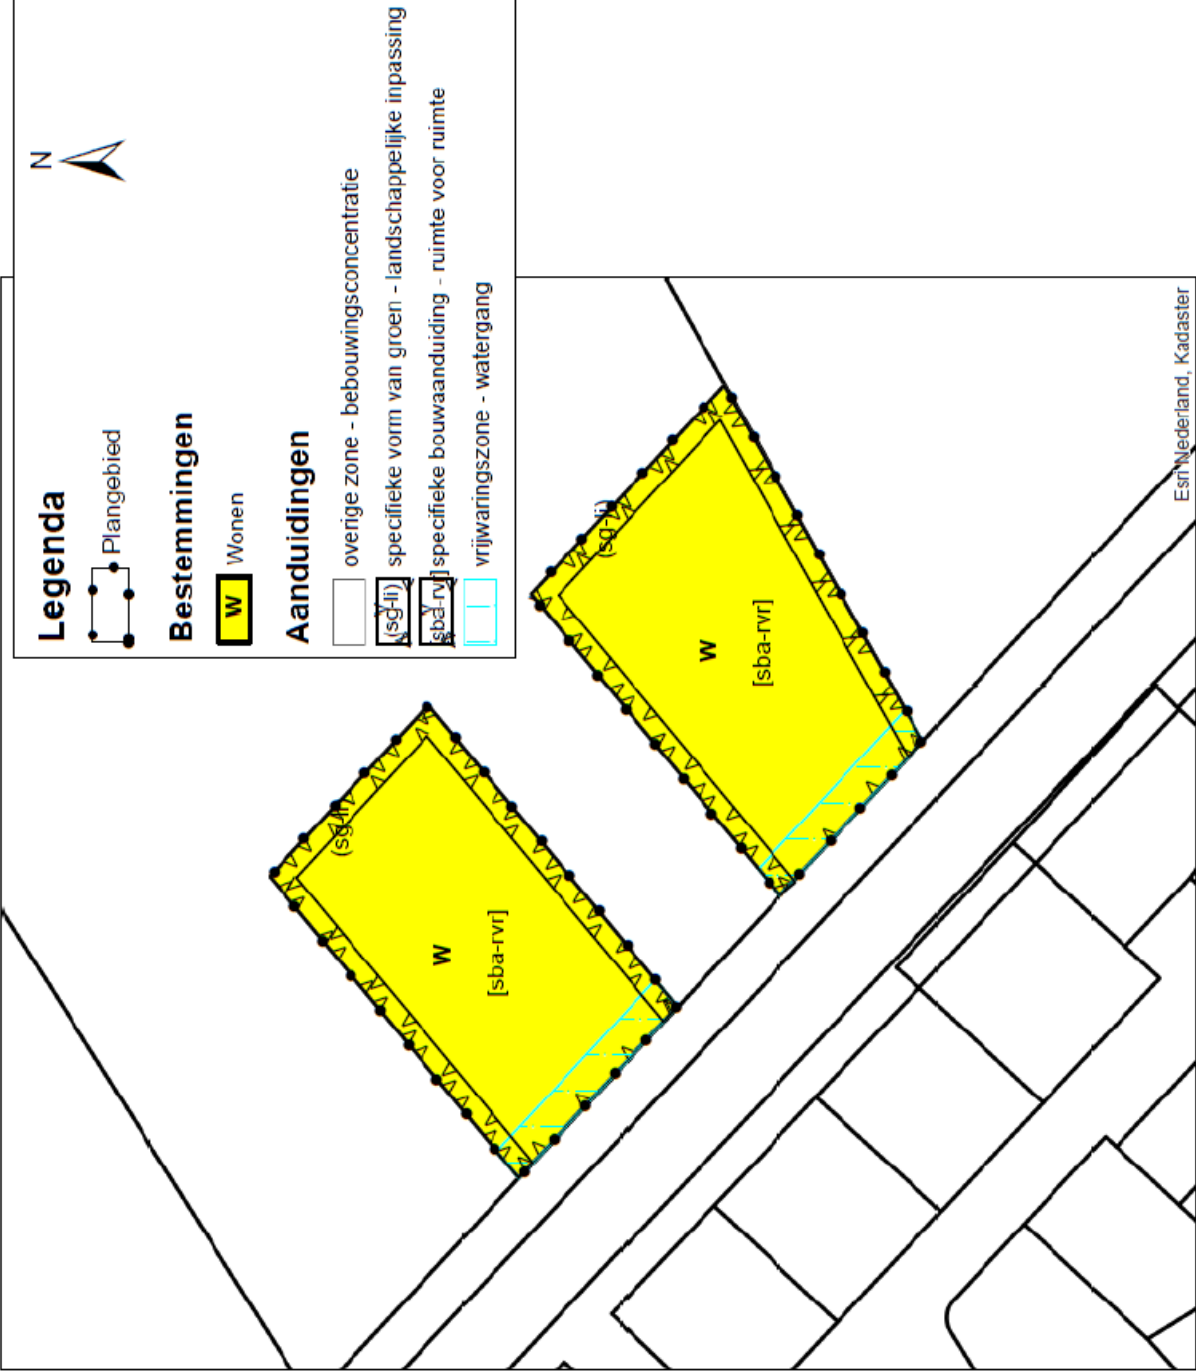 N
Legenda
Plangebied
Bestemmingen
W Wonen
Aanduidingen
overige zone - bebouwingsconcentratie
(sg-li) specifieke vorm van groen - landschappelijke inpassing
[sba-rvr] specifieke bouwaanduiding - ruimte voor ruimte
vrijwaringszone - watergang
(sg-li)
W
[sba-rvr]
(sg-li)
W
[sba-rvr]
Esri Nederland, Kadaster